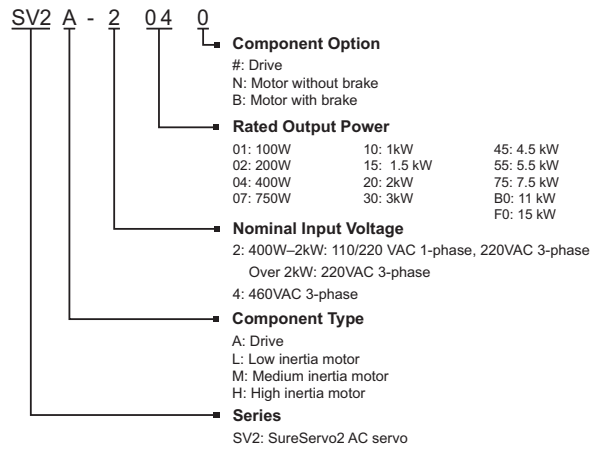 SV2 A - 2 04 0
Component Option
#: Drive
N: Motor without brake
B: Motor with brake
Rated Output Power
01: 100W 10: 1kW 45: 4.5 kW
02: 200W 15: 1.5 kW 55: 5.5 kW
04: 400W 20: 2kW 75: 7.5 kW
07: 750W 30: 3kW B0: 11 kW
F0: 15 kW
Nominal Input Voltage
2: 400W–2kW: 110/220 VAC 1-phase, 220VAC 3-phase
Over 2kW: 220VAC 3-phase
4: 460VAC 3-phase
Component Type
A: Drive
L: Low inertia motor
M: Medium inertia motor
H: High inertia motor
Series
SV2: SureServo2 AC servo